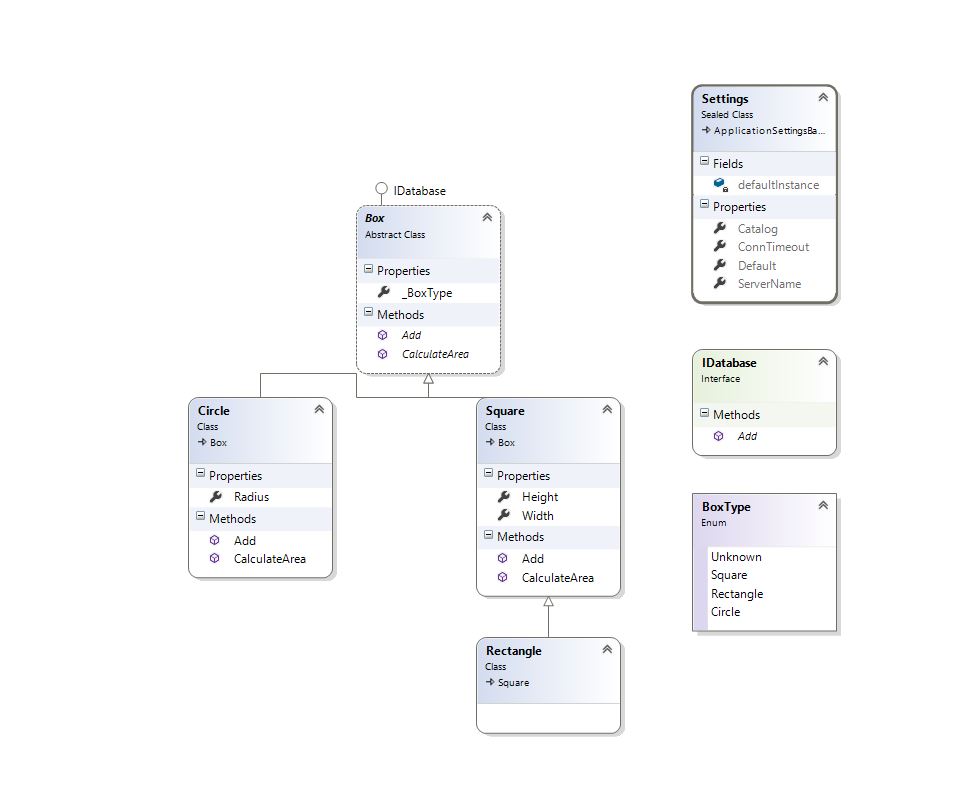 IDatabase
Box
Abstract Class
Properties
_BoxType
Methods
Add
CalculateArea
Circle
Class
Box
Properties
Radius
Methods
Add
CalculateArea
Square
Class
Box
Properties
Height
Width
Methods
Add
CalculateArea
Rectangle
Class
Square
Settings
Sealed Class
ApplicationSettingsBa...
Fields
defaultInstance
Properties
Catalog
ConnTimeout
Default
ServerName
IDatabase
Interface
Methods
Add
BoxType
Enum
Unknown
Square
Rectangle
Circle